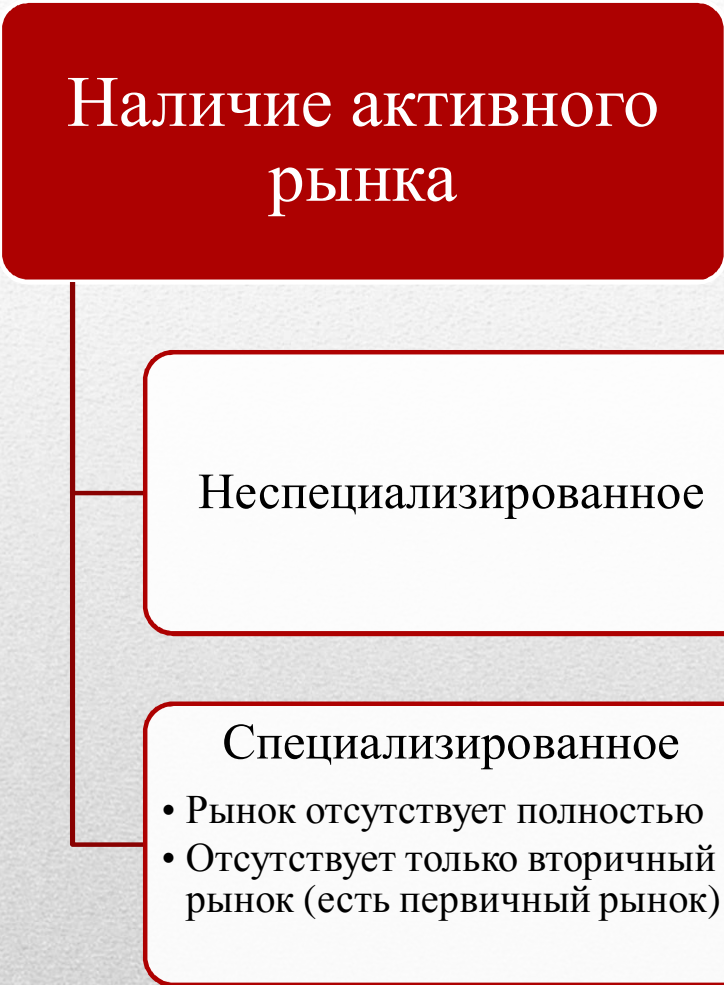 Наличие активного
рынка
Неспециализированное
Специализированное
• Рынок отсутствует полностью
• Отсутствует только вторичный
рынок (есть первичный рынок)